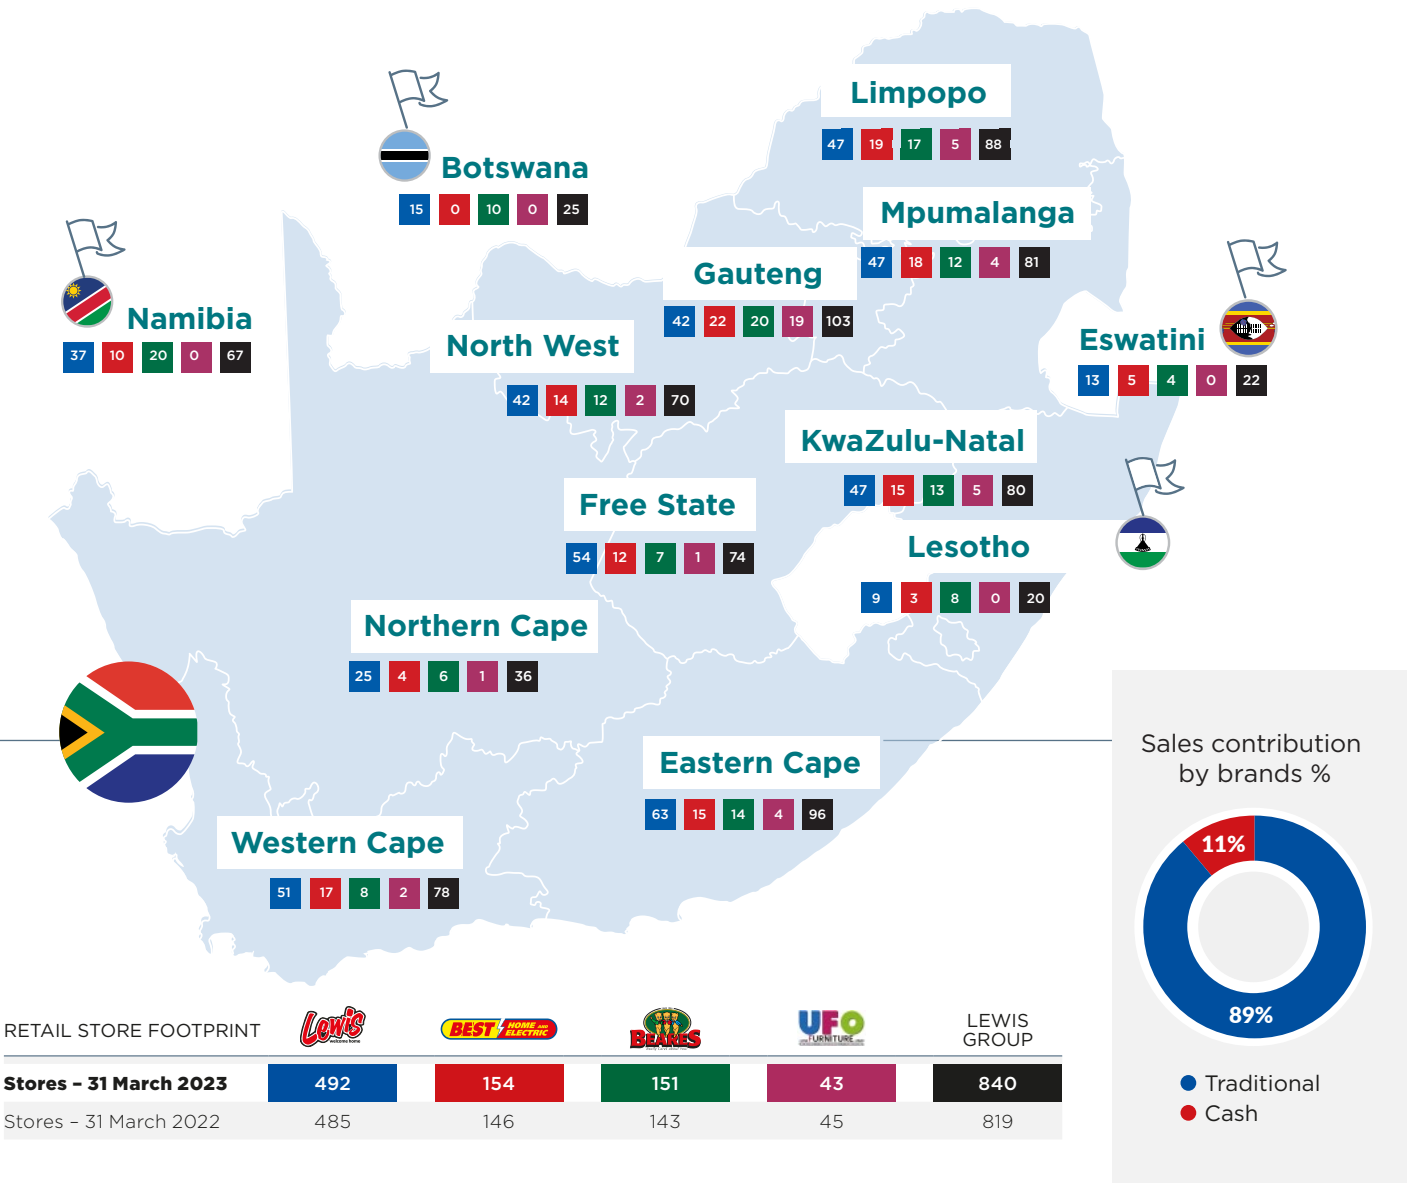 Limpopo
47 19 17 5 88
Botswana
15 0 10 0 25
Mpumalanga
47 18 12 4 81
Gauteng
42 22 20 19 103
Namibia
37 10 20 0 67
North West
42 14 12 2 70
Eswatini
13 5 4 0 22
KwaZulu-Natal
47 15 13 5 80
Free State
54 12 7 1 74
Lesotho
9 3 8 0 20
Northern Cape
25 4 6 1 36
Eastern Cape
63 15 14 4 96
Western Cape
51 17 8 2 78
Sales contribution
by brands %
11%
89%
Traditional
Cash
RETAIL STORE FOOTPRINT
Lewis
welcome home
BEST HOME AND ELECTRIC
BEARES
UFO
FURNITURE
LEWIS
GROUP
Stores – 31 March 2023 492 154 151 43 840
Stores – 31 March 2022 485 146 143 45 819